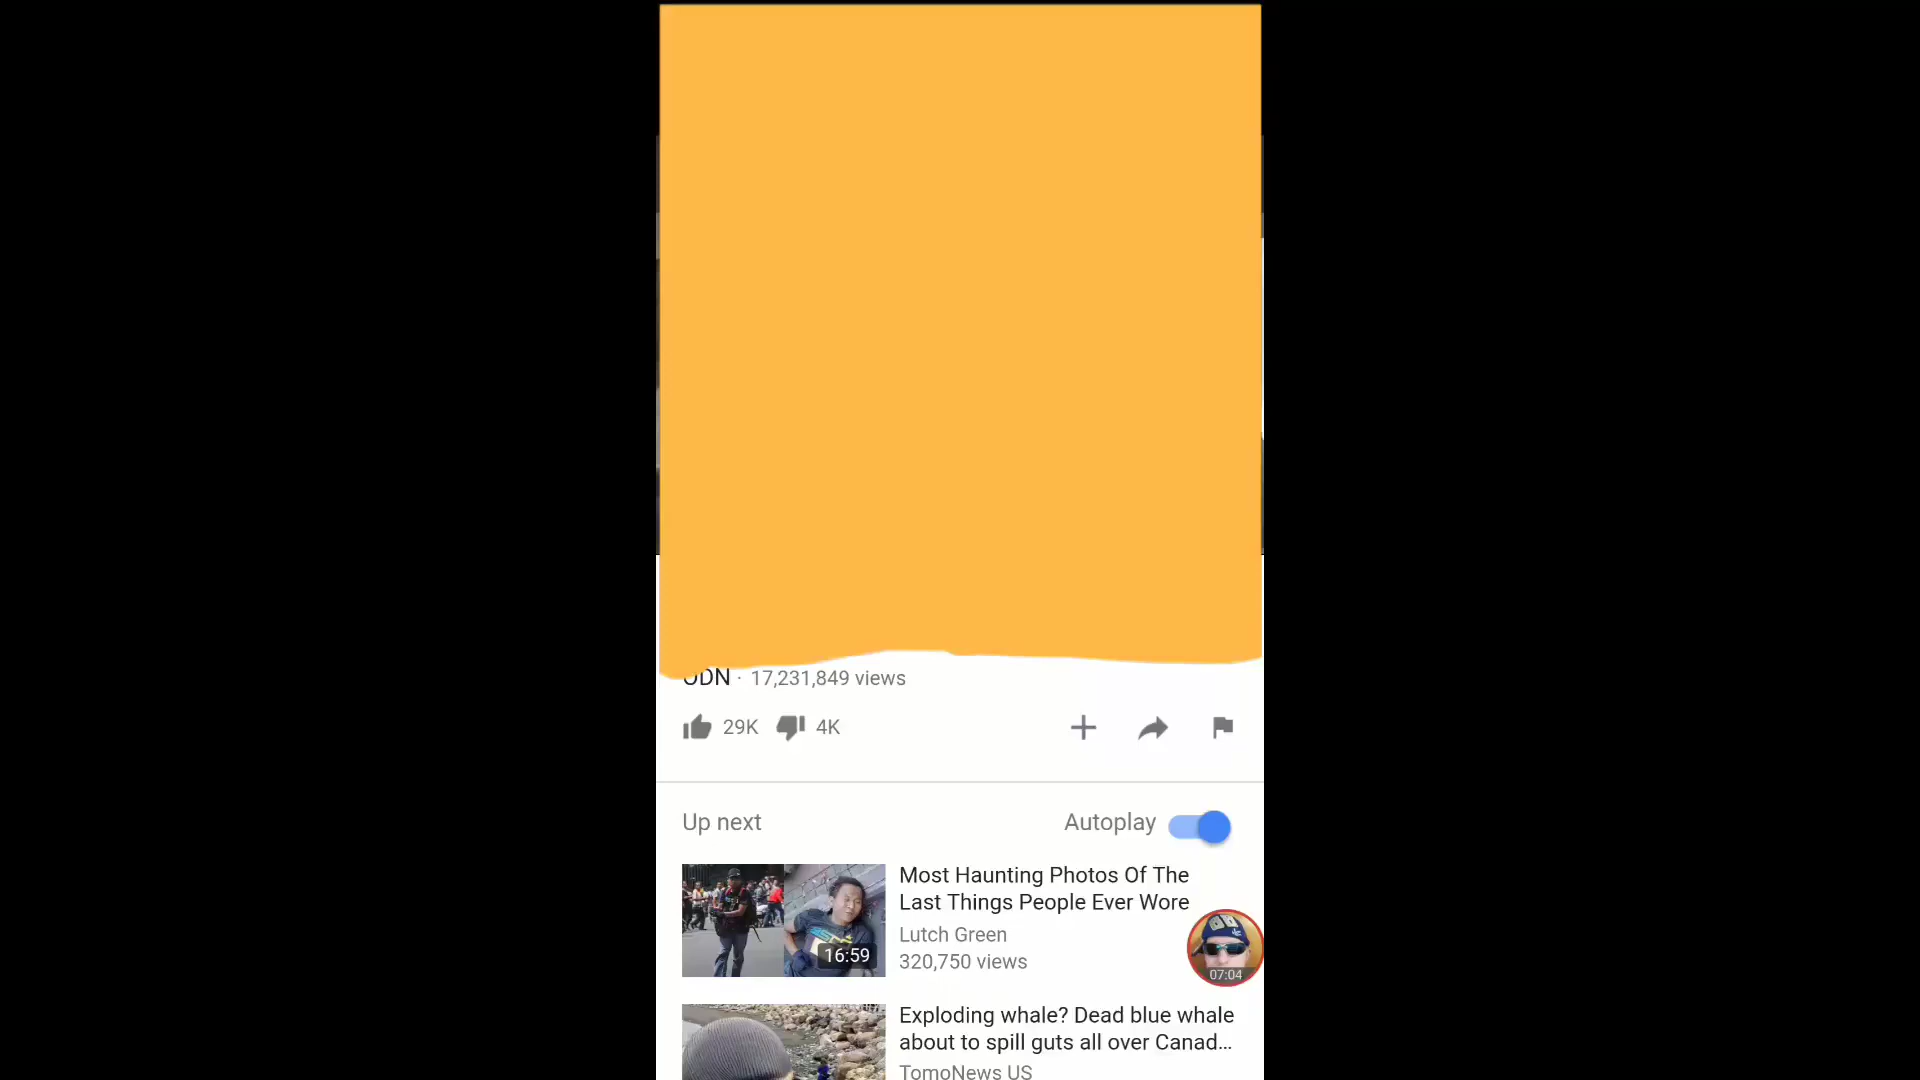 UDN · 17,231,849 views
29K 4K
Up next Autoplay
Most Haunting Photos Of The
Last Things People Ever Wore
Lutch Green
320,750 views
16:59
07:04
Exploding whale? Dead blue whale
about to spill guts all over Canad...
TomoNews US